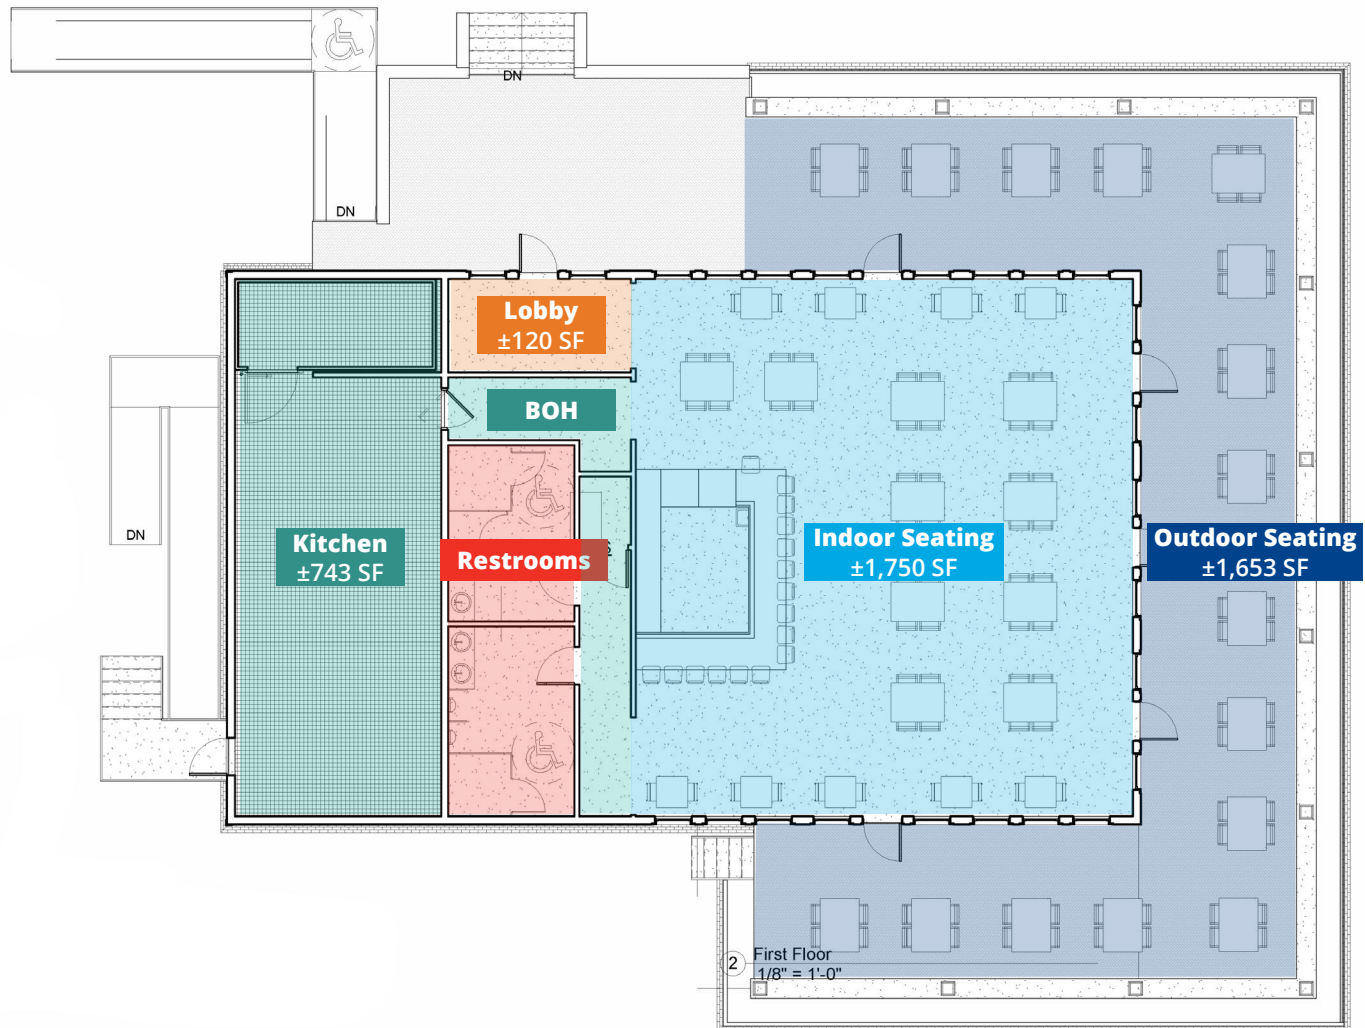 DN
DN
Lobby
±120 SF
BOH
DN
Kitchen
±743 SF
Restrooms
Indoor Seating
±1,750 SF
Outdoor Seating
±1,653 SF
2
First Floor
1/8" = 1'-0"